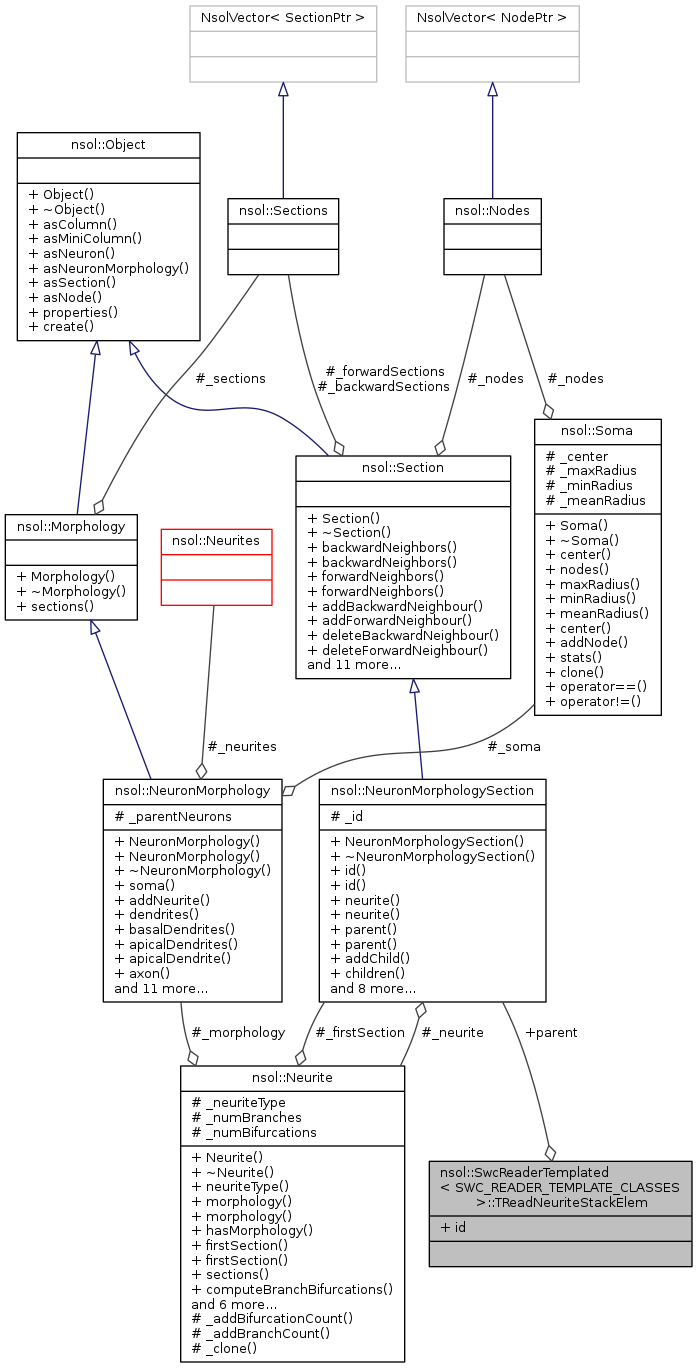 NsolVector< SectionPtr >
NsolVector< NodePtr >
nsol::Object
+ Object()
+ ~Object()
+ asColumn()
+ asMiniColumn()
+ asNeuron()
+ asNeuronMorphology()
+ asSection()
+ asNode()
+ properties()
+ create()
nsol::Sections
nsol::Nodes
#_sections
#_forwardSections
#_backwardSections
#_nodes
#_nodes
nsol::Soma
# _center
# _maxRadius
# _minRadius
# _meanRadius
+ Soma()
+ ~Soma()
+ center()
+ nodes()
+ maxRadius()
+ minRadius()
+ meanRadius()
+ center()
+ addNode()
+ stats()
+ clone()
+ operator==()
+ operator!=()
nsol::Section
+ Section()
+ ~Section()
+ backwardNeighbors()
+ backwardNeighbors()
+ forwardNeighbors()
+ forwardNeighbors()
+ addBackwardNeighbour()
+ addForwardNeighbour()
+ deleteBackwardNeighbour()
+ deleteForwardNeighbour()
and 11 more...
nsol::Morphology
+ Morphology()
+ ~Morphology()
+ sections()
nsol::Neurites
#_neurites
#_soma
nsol::NeuronMorphology
# _parentNeurons
+ NeuronMorphology()
+ NeuronMorphology()
+ ~NeuronMorphology()
+ soma()
+ addNeurite()
+ dendrites()
+ basalDendrites()
+ apicalDendrites()
+ apicalDendrite()
+ axon()
and 11 more...
nsol::NeuronMorphologySection
# _id
+ NeuronMorphologySection()
+ ~NeuronMorphologySection()
+ id()
+ id()
+ neurite()
+ neurite()
+ parent()
+ parent()
+ addChild()
+ children()
and 8 more...
#_morphology
#_firstSection
#_neurite
+parent
nsol::Neurite
# _neuriteType
# _numBranches
# _numBifurcations
+ Neurite()
+ ~Neurite()
+ neuriteType()
+ morphology()
+ morphology()
+ hasMorphology()
+ firstSection()
+ firstSection()
+ sections()
+ computeBranchBifurcations()
and 6 more...
# _addBifurcationCount()
# _addBranchCount()
# _clone()
nsol::SwcReaderTemplated
< SWC_READER_TEMPLATE_CLASSES
>::TReadNeuriteStackElem
+ id